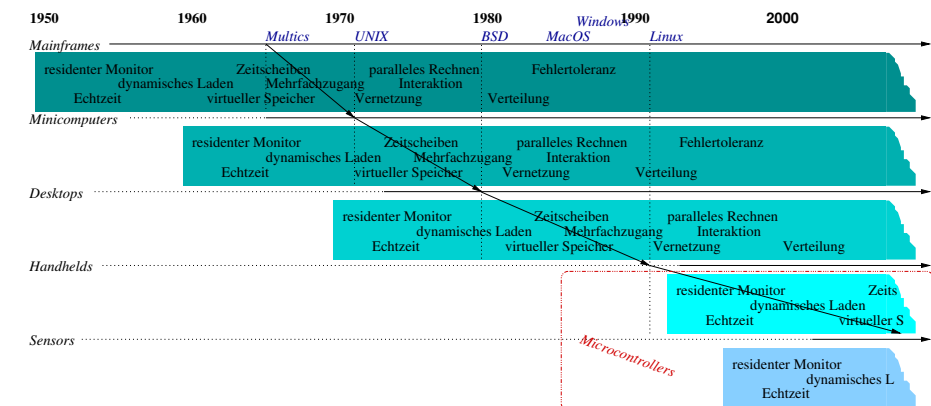 1950 1960 1970 1980 1990 2000
Windows
Multics UNIX BSD MacOS Linux
Mainframes
residenter Monitor Zeitscheiben paralleles Rechnen Fehlertoleranz
dynamisches Laden Mehrfachzugang Interaktion
Echtzeit virtueller Speicher Vernetzung Verteilung
Minicomputers
residenter Monitor Zeitscheiben paralleles Rechnen Fehlertoleranz
dynamisches Laden Mehrfachzugang Interaktion
Echtzeit virtueller Speicher Vernetzung Verteilung
Desktops
residenter Monitor Zeitscheiben paralleles Rechnen
dynamisches Laden Mehrfachzugang Interaktion
Echtzeit virtueller Speicher Vernetzung Verteilung
Handhelds
residenter Monitor Zeits
dynamisches Laden
Echtzeit virtueller S
Sensors
Microcontrollers
residenter Monitor
dynamisches L
Echtzeit